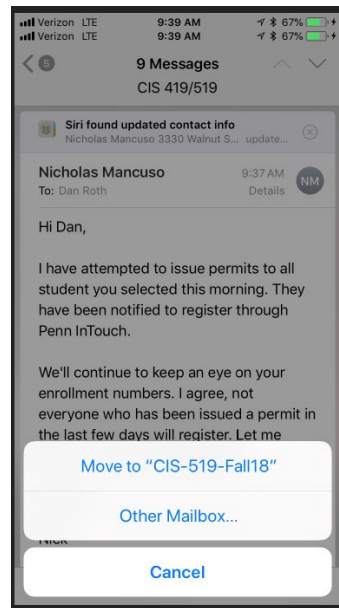 Verizon LTE 9:39 AM 67%
Verizon LTE 9:39 AM 67%
5 9 Messages
CIS 419/519
Siri found updated contact info
Nicholas Mancuso 3330 Walnut S... update...
Nicholas Mancuso 9:37 AM
To: Dan Roth Details NM
Hi Dan,
I have attempted to issue permits to all
student you selected this morning. They
have been notified to register through
Penn InTouch.
We'll continue to keep an eye on your
enrollment numbers. I agree, not
everyone who has been issued a permit in
the last few days will register. Let me
Move to “CIS-519-Fall18”
Other Mailbox...
Nick
Cancel